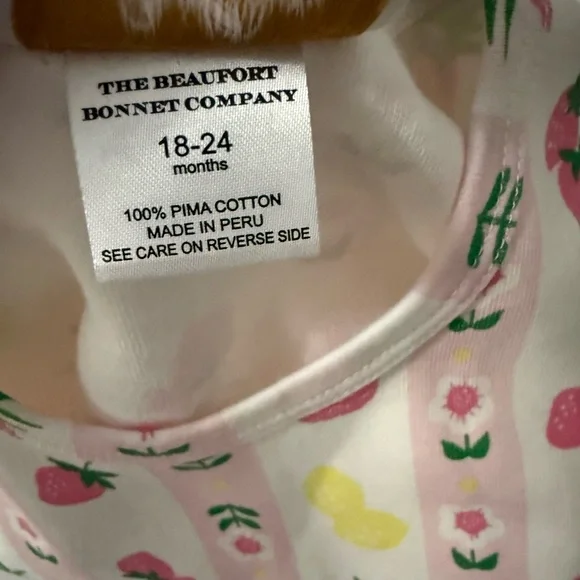 THE BEAUFORT
BONNET COMPANY
18-24
months
100% PIMA COTTON
MADE IN PERU
SEE CARE ON REVERSE SIDE